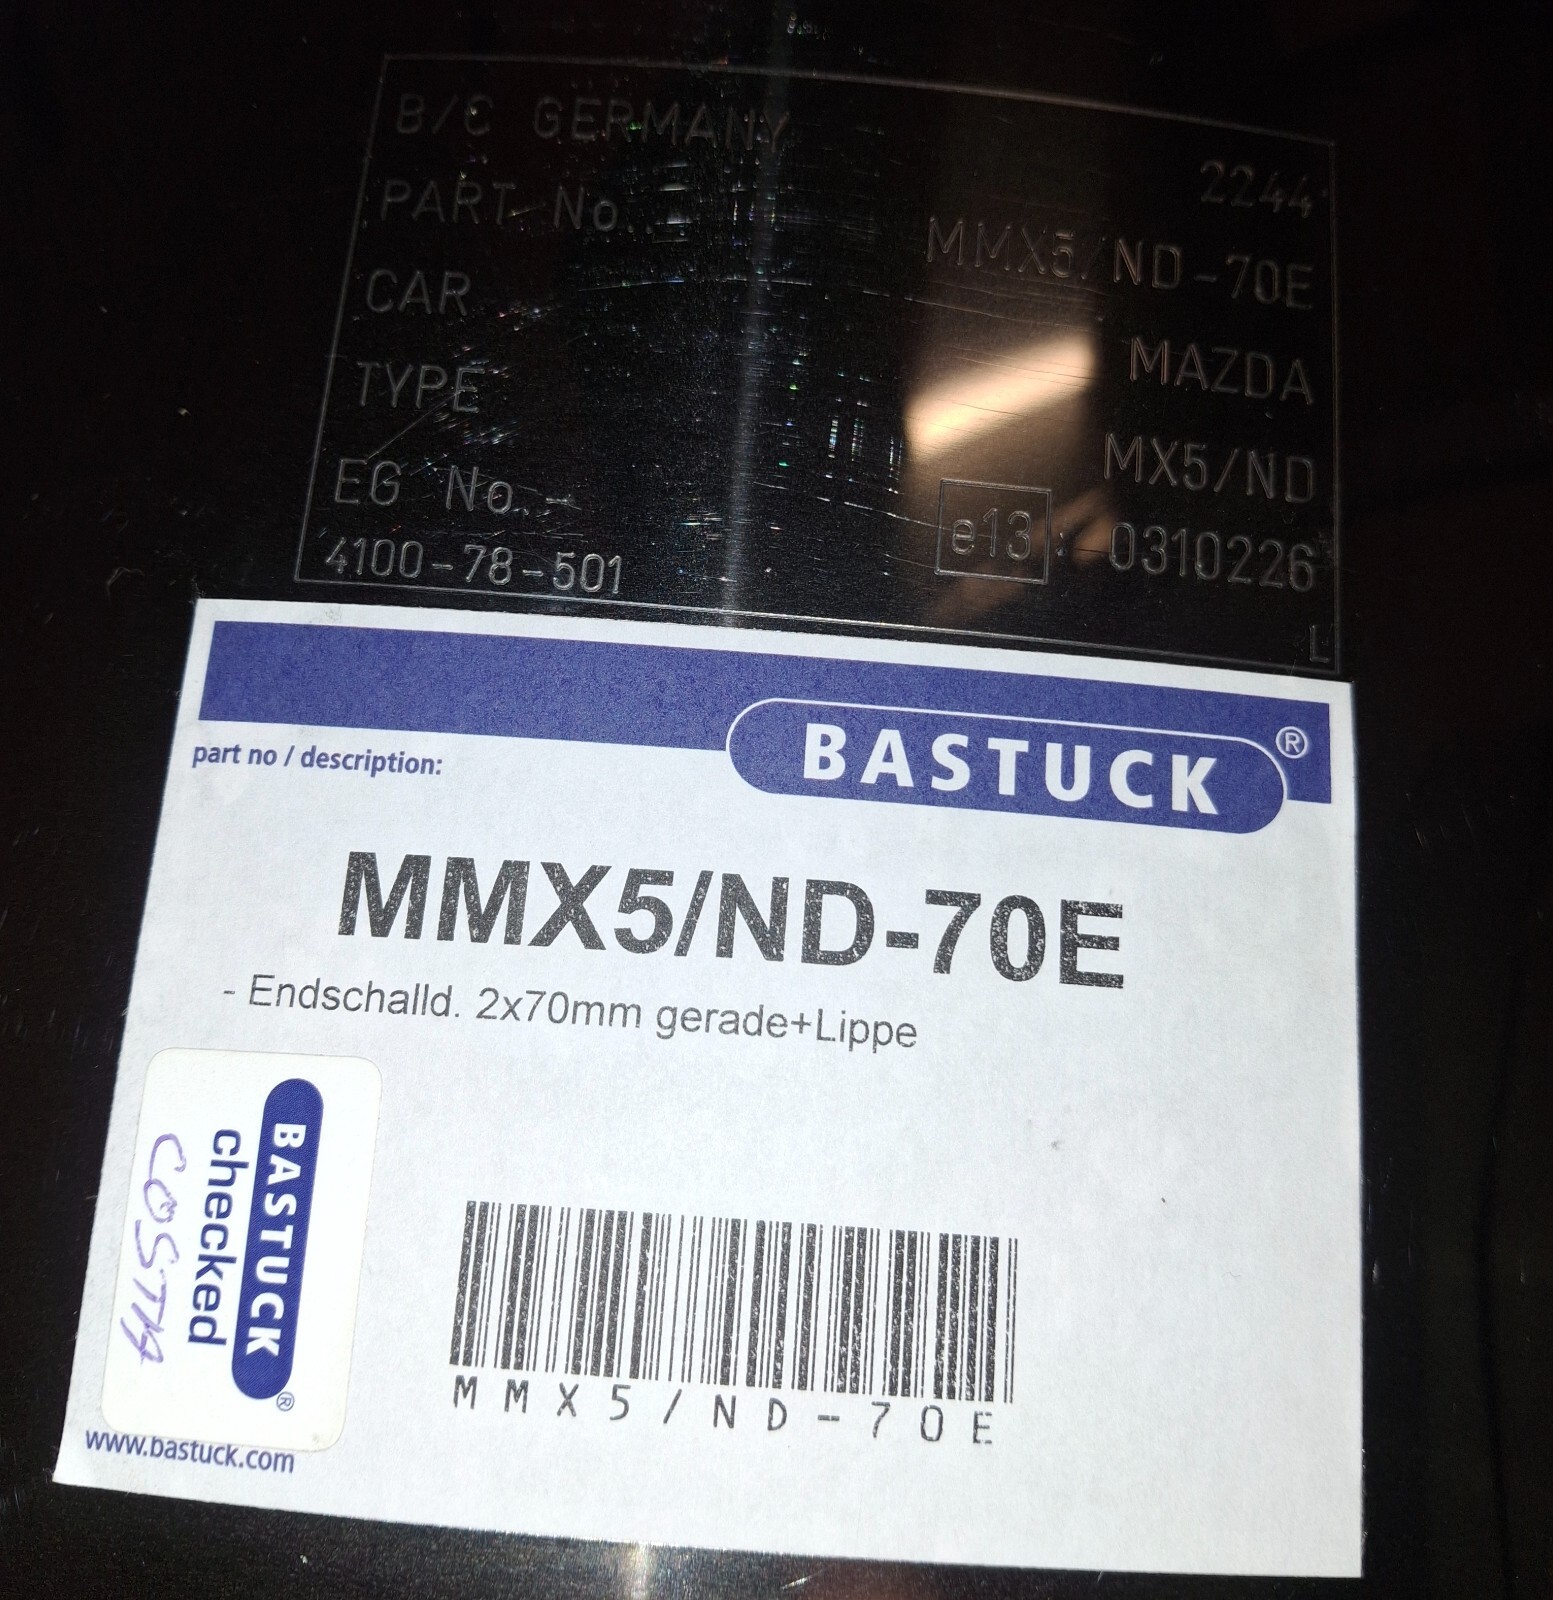 B/C GERMANY 2244
PART No. MMX5/ND-70E
CAR MAZDA
TYPE MX5/ND
EG No. e13 0310226
4100-78-501
L
BASTUCK®
part no / description:
MMX5/ND-70E
- Endschalld. 2x70mm gerade+Lippe
BASTUCK®
checked
COSTA
MMX5/ND-70E
www.bastuck.com